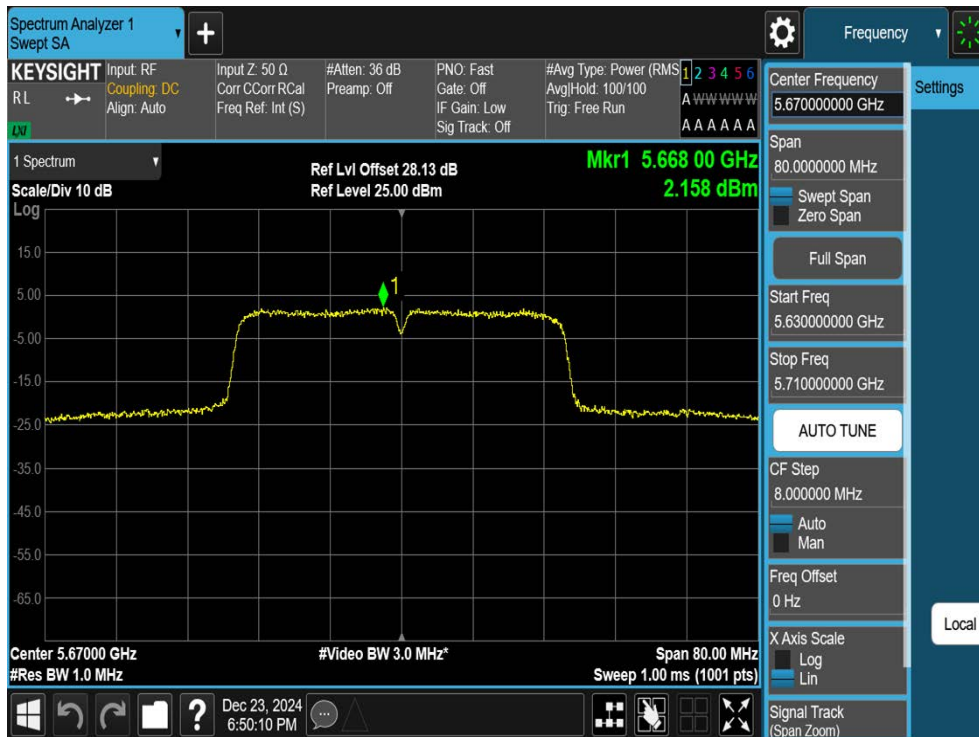 Spectrum Analyzer 1
Swept SA
+
Frequency
KEYSIGHT
RL
LXI
Input: RF
Coupling: DC
Align: Auto
Input Z: 50 Ω
Corr CCorr RCal
Freq Ref: Int (S)
#Atten: 36 dB
Preamp: Off
PNO: Fast
Gate: Off
IF Gain: Low
Sig Track: Off
#Avg Type: Power (RMS
Avg|Hold: 100/100
Trig: Free Run
1 2 3 4 5 6
A W W W W W
A A A A A A
1 Spectrum
Scale/Div 10 dB
Log
Ref Lvl Offset 28.13 dB
Ref Level 25.00 dBm
Mkr1 5.668 00 GHz
2.158 dBm
15.0
5.00
-5.00
-15.0
-25.0
-35.0
-45.0
-55.0
-65.0
1
Center 5.67000 GHz
#Res BW 1.0 MHz
#Video BW 3.0 MHz*
Span 80.00 MHz
Sweep 1.00 ms (1001 pts)
Center Frequency
5.670000000 GHz
Span
80.0000000 MHz
Swept Span
Zero Span
Full Span
Start Freq
5.630000000 GHz
Stop Freq
5.710000000 GHz
AUTO TUNE
CF Step
8.000000 MHz
Auto
Man
Freq Offset
0 Hz
X Axis Scale
Log
Lin
Signal Track
(Span Zoom)
Settings
Local
?
Dec 23, 2024
6:50:10 PM